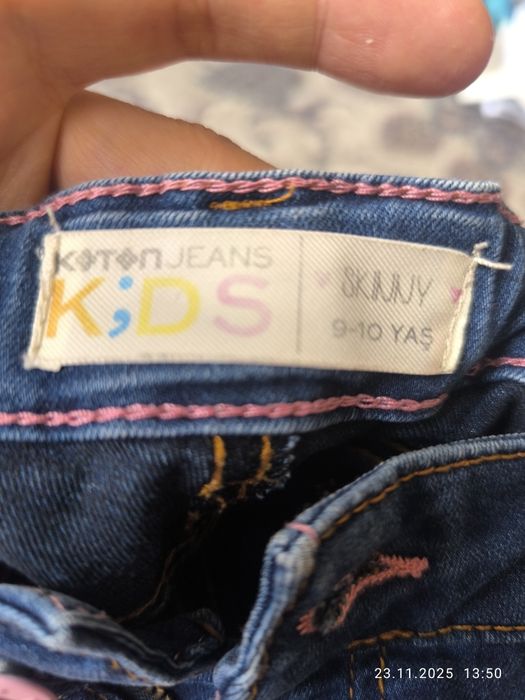 KOTON JEANS
K;DS
SKINNY
9-10 YAŞ
23.11.2025 13:50